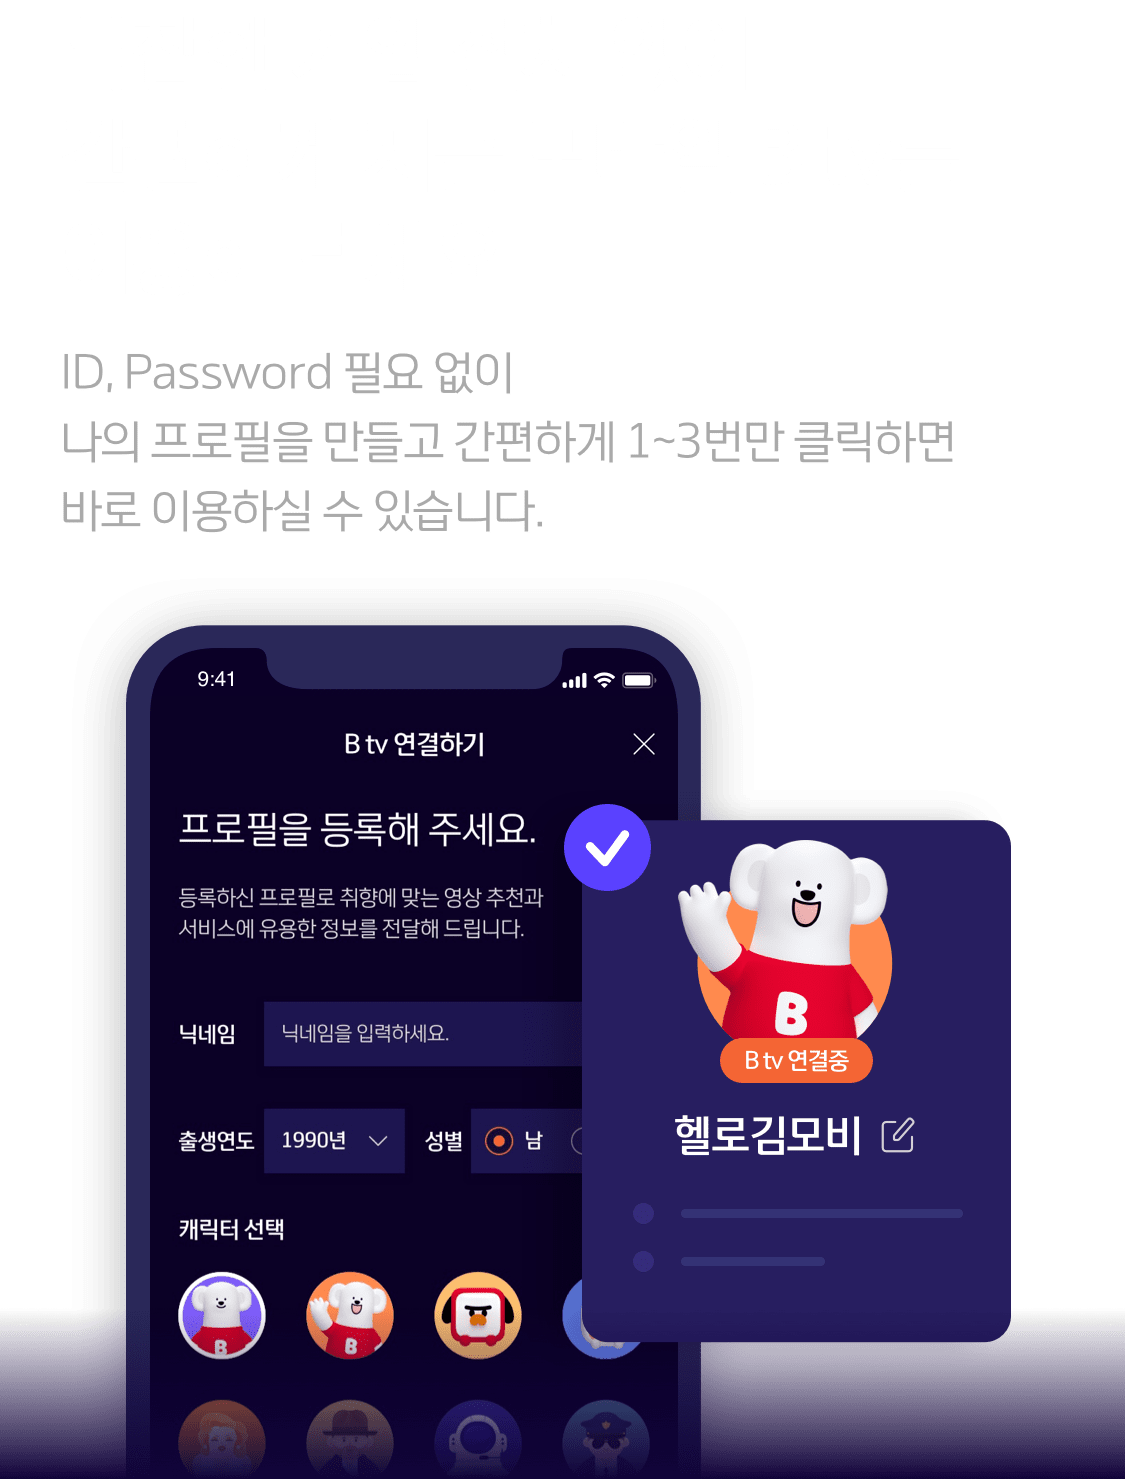 ID, Password 필요 없이
나의 프로필을 만들고 간편하게 1~3번만 클릭하면
바로 이용하실 수 있습니다.
9:41
B tv 연결하기
프로필을 등록해 주세요.
등록하신 프로필로 취향에 맞는 영상 추천과
서비스에 유용한 정보를 전달해 드립니다.
닉네임 닉네임을 입력하세요.
출생연도 1990년 성별 남
캐릭터 선택
B
B
B
B tv 연결중
헬로김모비